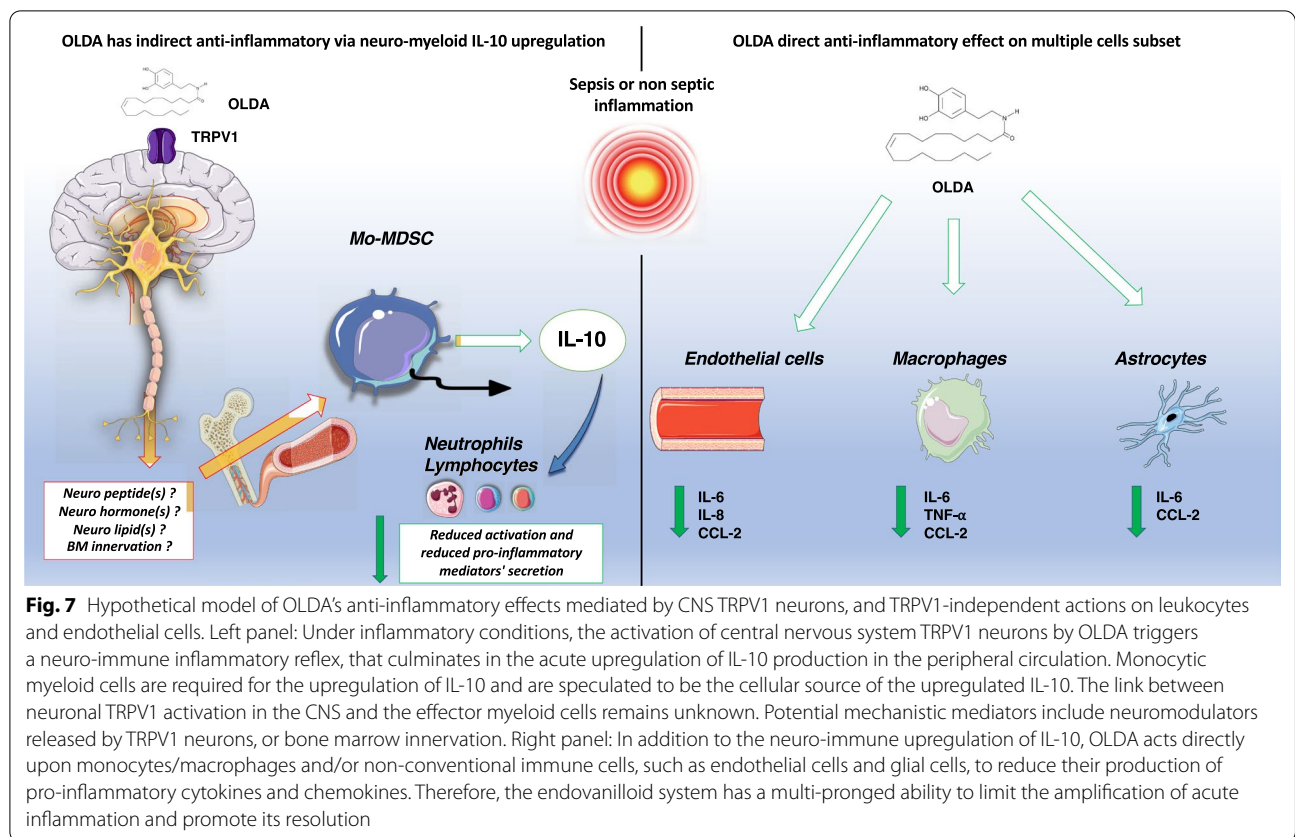 OLDA has indirect anti-inflammatory via neuro-myeloid IL-10 upregulation
OLDA direct anti-inflammatory effect on multiple cells subset
HO
HO
N
H
O
OLDA
TRPV1
Sepsis or non septic
inflammation
HO
HO
N
H
O
OLDA
Mo-MDSC
IL-10
Neutrophils
Lymphocytes
Neuro peptide(s) ?
Neuro hormone(s) ?
Neuro lipid(s) ?
BM innervation ?
Reduced activation and
reduced pro-inflammatory
mediators' secretion
Endothelial cells
Macrophages
Astrocytes
IL-6
IL-8
CCL-2
IL-6
TNF-α
CCL-2
IL-6
CCL-2
Fig. 7 Hypothetical model of OLDA's anti-inflammatory effects mediated by CNS TRPV1 neurons, and TRPV1-independent actions on leukocytes
and endothelial cells. Left panel: Under inflammatory conditions, the activation of central nervous system TRPV1 neurons by OLDA triggers
a neuro-immune inflammatory reflex, that culminates in the acute upregulation of IL-10 production in the peripheral circulation. Monocytic
myeloid cells are required for the upregulation of IL-10 and are speculated to be the cellular source of the upregulated IL-10. The link between
neuronal TRPV1 activation in the CNS and the effector myeloid cells remains unknown. Potential mechanistic mediators include neuromodulators
released by TRPV1 neurons, or bone marrow innervation. Right panel: In addition to the neuro-immune upregulation of IL-10, OLDA acts directly
upon monocytes/macrophages and/or non-conventional immune cells, such as endothelial cells and glial cells, to reduce their production of
pro-inflammatory cytokines and chemokines. Therefore, the endovanilloid system has a multi-pronged ability to limit the amplification of acute
inflammation and promote its resolution